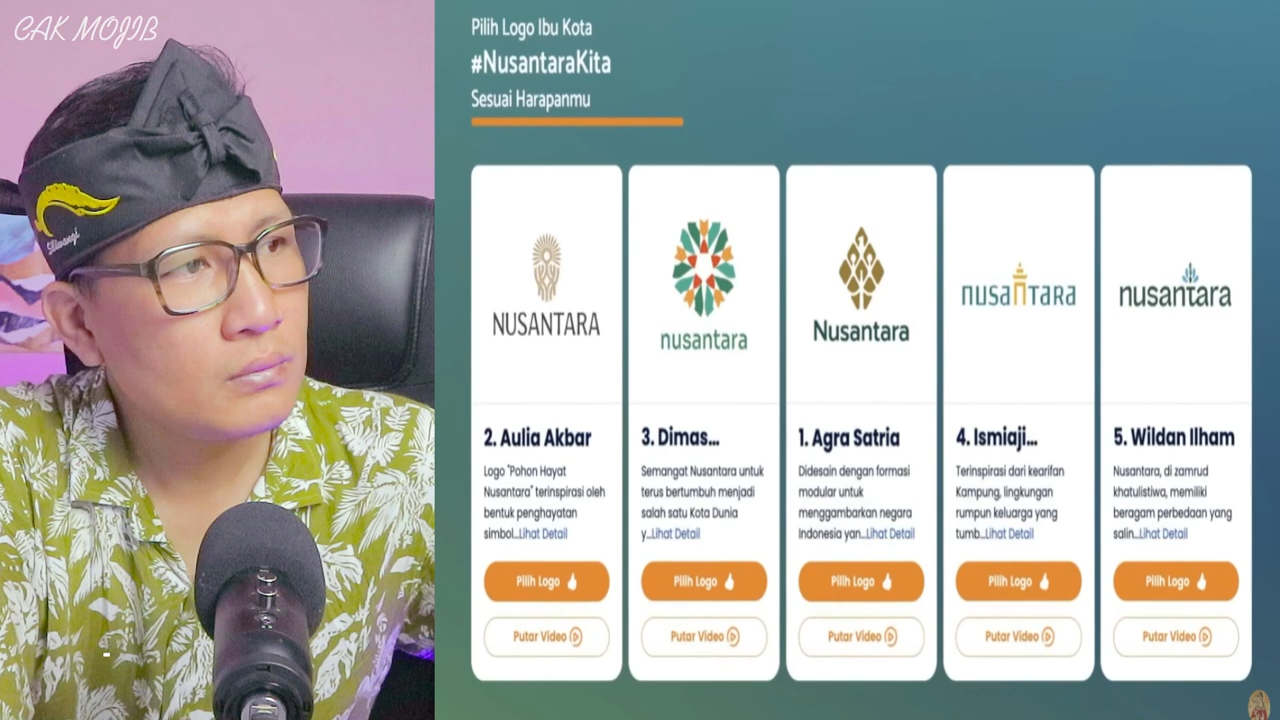 CAK MOJIB
Siliwangi
Pilih Logo Ibu Kota
#NusantaraKita
Sesuai Harapanmu
NUSANTARA
2. Aulia Akbar
Logo "Pohon Hayat
Nusantara" terinspirasi oleh
bentuk penghayatan
simbol...Lihat Detail
Pilih Logo
Putar Video
nusantara
3. Dimas...
Semangat Nusantara untuk
terus bertumbuh menjadi
salah satu Kota Dunia
y...Lihat Detail
Pilih Logo
Putar Video
Nusantara
1. Agra Satria
Didesain dengan formasi
modular untuk
menggambarkan negara
Indonesia yan...Lihat Detail
Pilih Logo
Putar Video
nusanTARA
4. Ismiaji...
Terinspirasi dari kearifan
Kampung, lingkungan
rumpun keluarga yang
tumb...Lihat Detail
Pilih Logo
Putar Video
nusantara
5. Wildan Ilham
Nusantara, di zamrud
khatulistiwa, memiliki
beragam perbedaan yang
salin...Lihat Detail
Pilih Logo
Putar Video